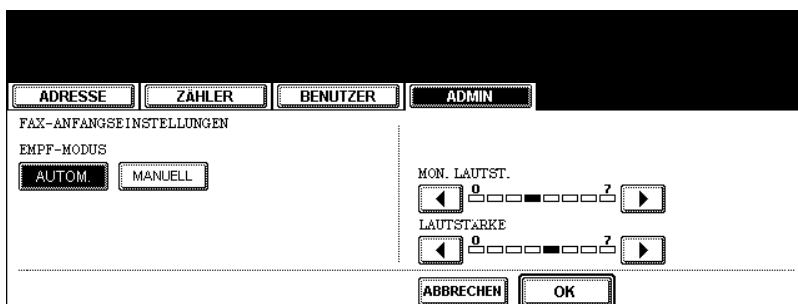 ADRESSE ZÄHLER BENUTZER ADMIN
FAX-ANFANGSEINSTELLUNGEN
EMPF-MODUS
AUTOM. MANUELL
MON. LAUTST.
0 7
LAUTSTÄRKE
0 7
ABBRECHEN OK